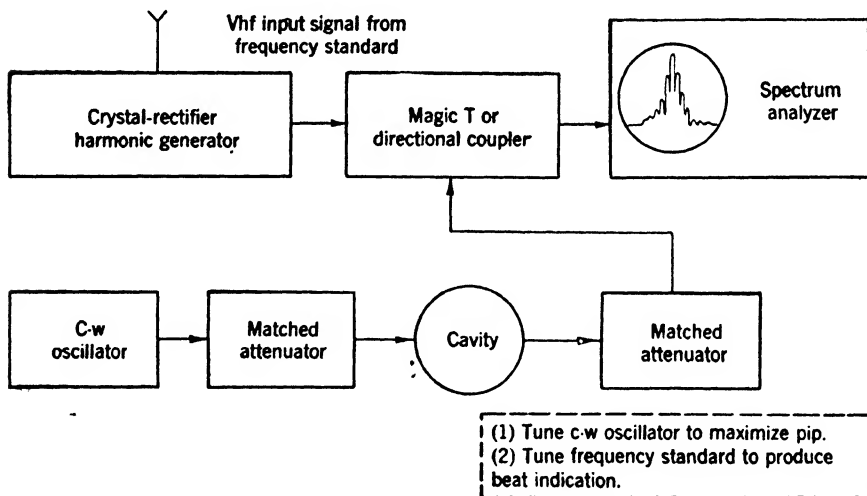 Vhf input signal from
frequency standard
Crystal-rectifier
harmonic generator
Magic T or
directional coupler
Spectrum
analyzer
C-w
oscillator
Matched
attenuator
Cavity
Matched
attenuator
(1) Tune c-w oscillator to maximize pip.
(2) Tune frequency standard to produce
beat indication.